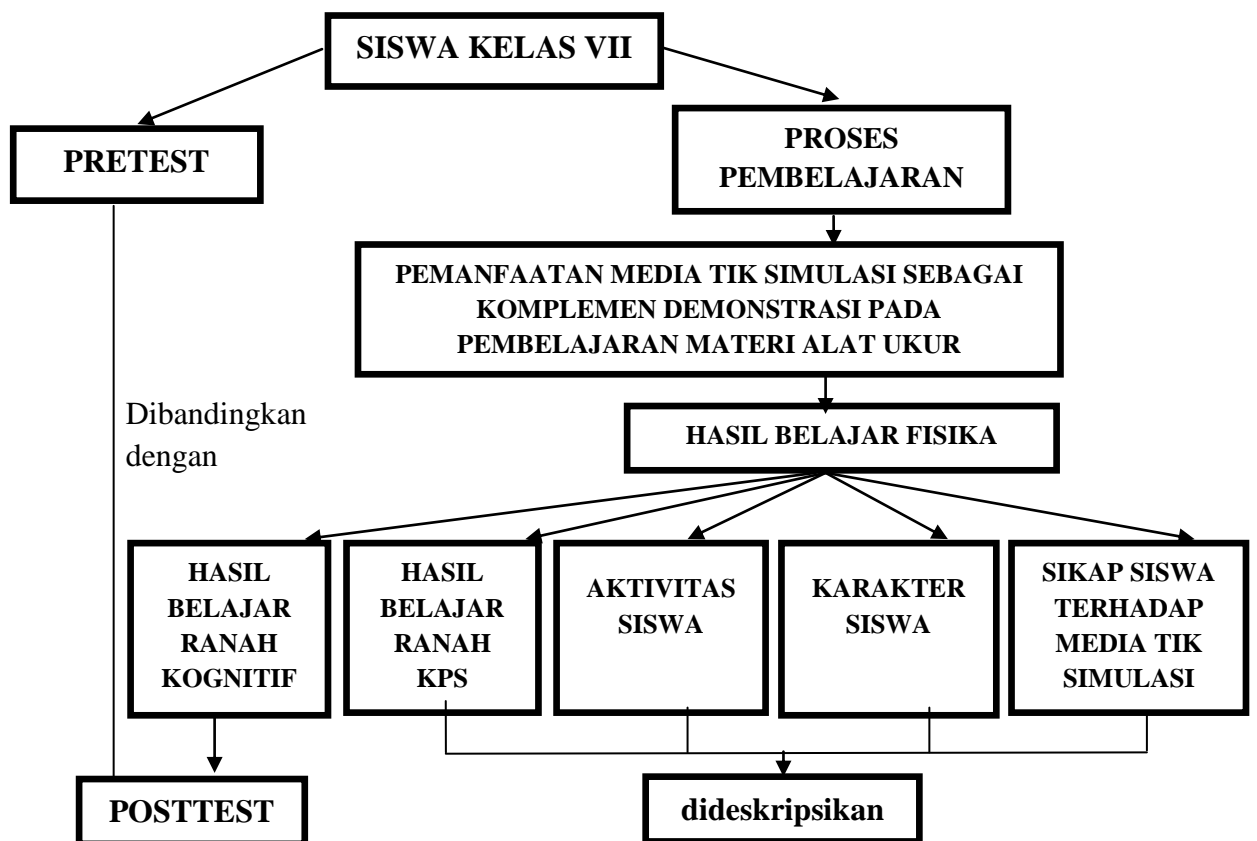 SISWA KELAS VII
PRETEST
PROSES
PEMBELAJARAN
PEMANFAATAN MEDIA TIK SIMULASI SEBAGAI
KOMPLEMEN DEMONSTRASI PADA
PEMBELAJARAN MATERI ALAT UKUR
Dibandingkan
dengan
HASIL BELAJAR FISIKA
HASIL
BELAJAR
RANAH
KOGNITIF
HASIL
BELAJAR
RANAH
KPS
AKTIVITAS
SISWA
KARAKTER
SISWA
SIKAP SISWA
TERHADAP
MEDIA TIK
SIMULASI
POSTTEST
dideskripsikan